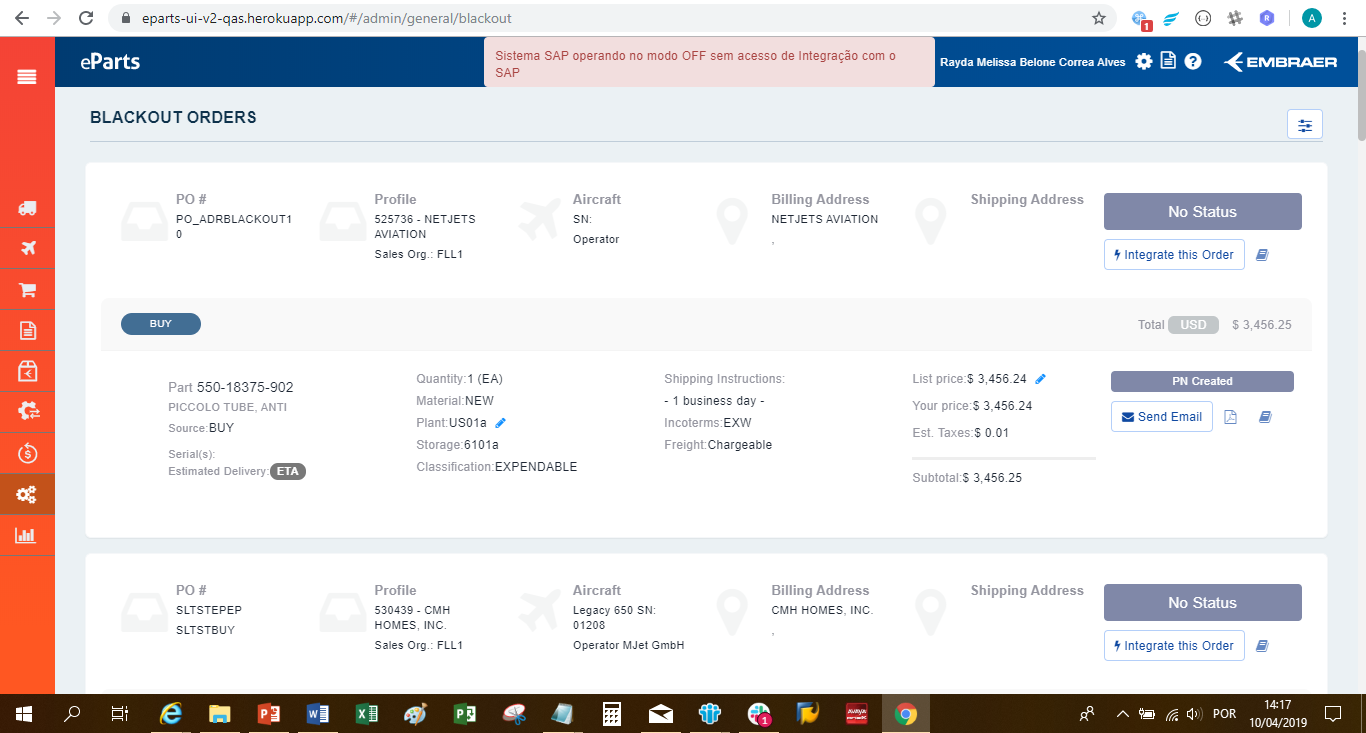 eparts-ui-v2-qas.herokuapp.com/#/admin/general/blackout
1
R
A
eParts
Sistema SAP operando no modo OFF sem acesso de Integração com o
SAP
Rayda Melissa Belone Correa Alves
EMBRAER
BLACKOUT ORDERS
PO #
PO_ADRBLACKOUT1
0
Profile
525736 - NETJETS
AVIATION
Sales Org.: FLL1
Aircraft
SN:
Operator
Billing Address
NETJETS AVIATION
,
Shipping Address
No Status
Integrate this Order
BUY
Total USD $ 3,456.25
Part 550-18375-902
PICCOLO TUBE, ANTI
Source:BUY
Serial(s):
Estimated Delivery: ETA
Quantity:1 (EA)
Material:NEW
Plant:US01a
Storage:6101a
Classification:EXPENDABLE
Shipping Instructions:
- 1 business day -
Incoterms:EXW
Freight:Chargeable
List price:$ 3,456.24
Your price:$ 3,456.24
Est. Taxes:$ 0.01
Subtotal:$ 3,456.25
PN Created
Send Email
PO #
SLTSTEPEP
SLTSTBUY
Profile
530439 - CMH
HOMES, INC.
Sales Org.: FLL1
Aircraft
Legacy 650 SN:
01208
Operator MJet GmbH
Billing Address
CMH HOMES, INC.
,
Shipping Address
No Status
Integrate this Order
1
AVAYA
POR
14:17
10/04/2019